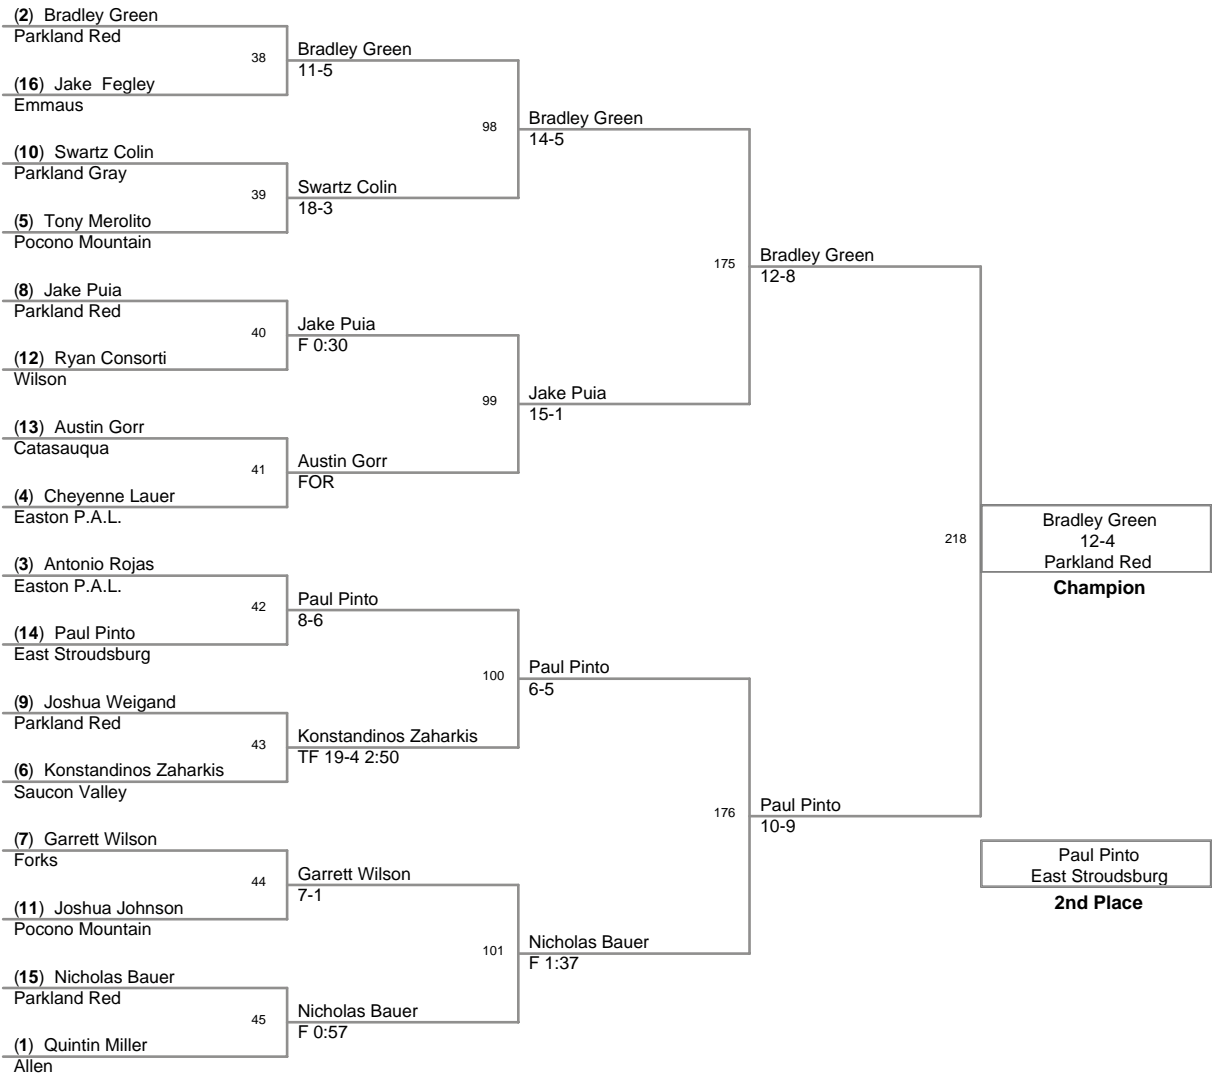 (2) Bradley Green
Parkland Red
38
Bradley Green
11-5
(16) Jake Fegley
Emmaus
98
Bradley Green
14-5
(10) Swartz Colin
Parkland Gray
39
Swartz Colin
18-3
(5) Tony Merolito
Pocono Mountain
175
Bradley Green
12-8
(8) Jake Puia
Parkland Red
40
Jake Puia
F 0:30
(12) Ryan Consorti
Wilson
99
Jake Puia
15-1
(13) Austin Gorr
Catasauqua
41
Austin Gorr
FOR
(4) Cheyenne Lauer
Easton P.A.L.
218
Bradley Green
12-4
Parkland Red
Champion
(3) Antonio Rojas
Easton P.A.L.
42
Paul Pinto
8-6
(14) Paul Pinto
East Stroudsburg
100
Paul Pinto
6-5
(9) Joshua Weigand
Parkland Red
43
Konstandinos Zaharkis
TF 19-4 2:50
(6) Konstandinos Zaharkis
Saucon Valley
176
Paul Pinto
10-9
(7) Garrett Wilson
Forks
44
Garrett Wilson
7-1
(11) Joshua Johnson
Pocono Mountain
Paul Pinto
East Stroudsburg
2nd Place
101
Nicholas Bauer
F 1:37
(15) Nicholas Bauer
Parkland Red
45
Nicholas Bauer
F 0:57
(1) Quintin Miller
Allen